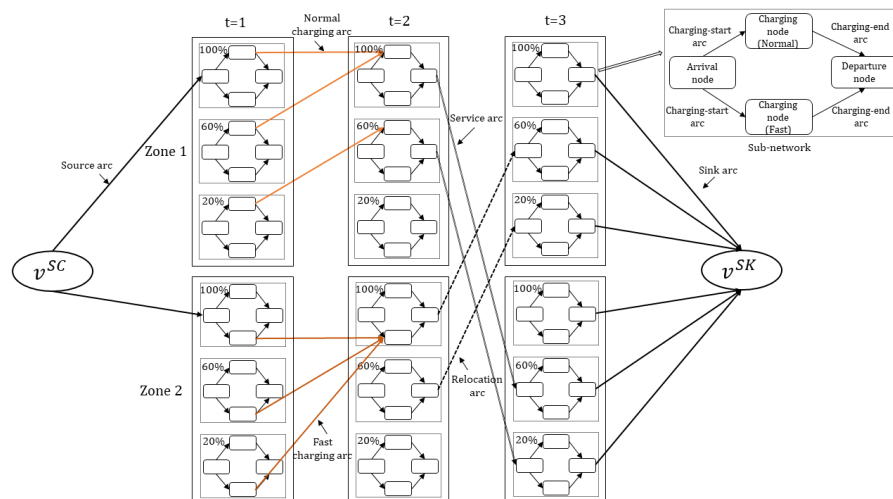 t=1
t=2
t=3
Normal
charging arc
100%
60%
20%
Zone 1
100%
60%
20%
100%
60%
20%
Service arc
Source arc
Sink arc
Charging-start
arc
Charging
node
(Normal)
Charging-end
arc
Arrival
node
Departure
node
Charging-start
arc
Charging
node
(Fast)
Charging-end
arc
Sub-network
v^SC
v^SK
100%
60%
20%
Zone 2
100%
60%
20%
100%
60%
20%
Relocation
arc
Fast
charging arc